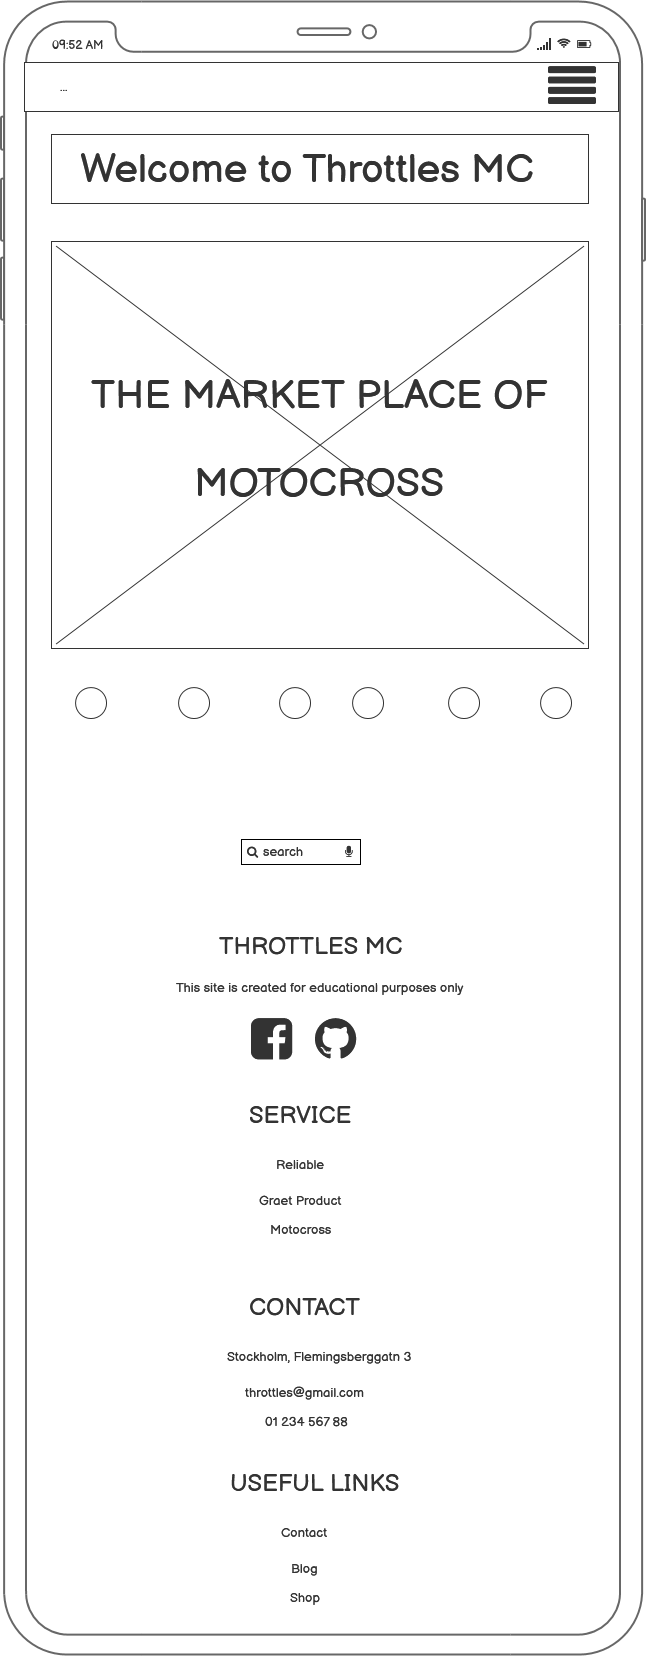 09:52 AM
...
Welcome to Throttles MC
THE MARKET PLACE OF
MOTOCROSS
search
THROTTLES MC
This site is created for educational purposes only
SERVICE
Reliable
Graet Product
Motocross
CONTACT
Stockholm, Flemingsberggatn 3
throttles@gmail.com
01 234 567 88
USEFUL LINKS
Contact
Blog
Shop